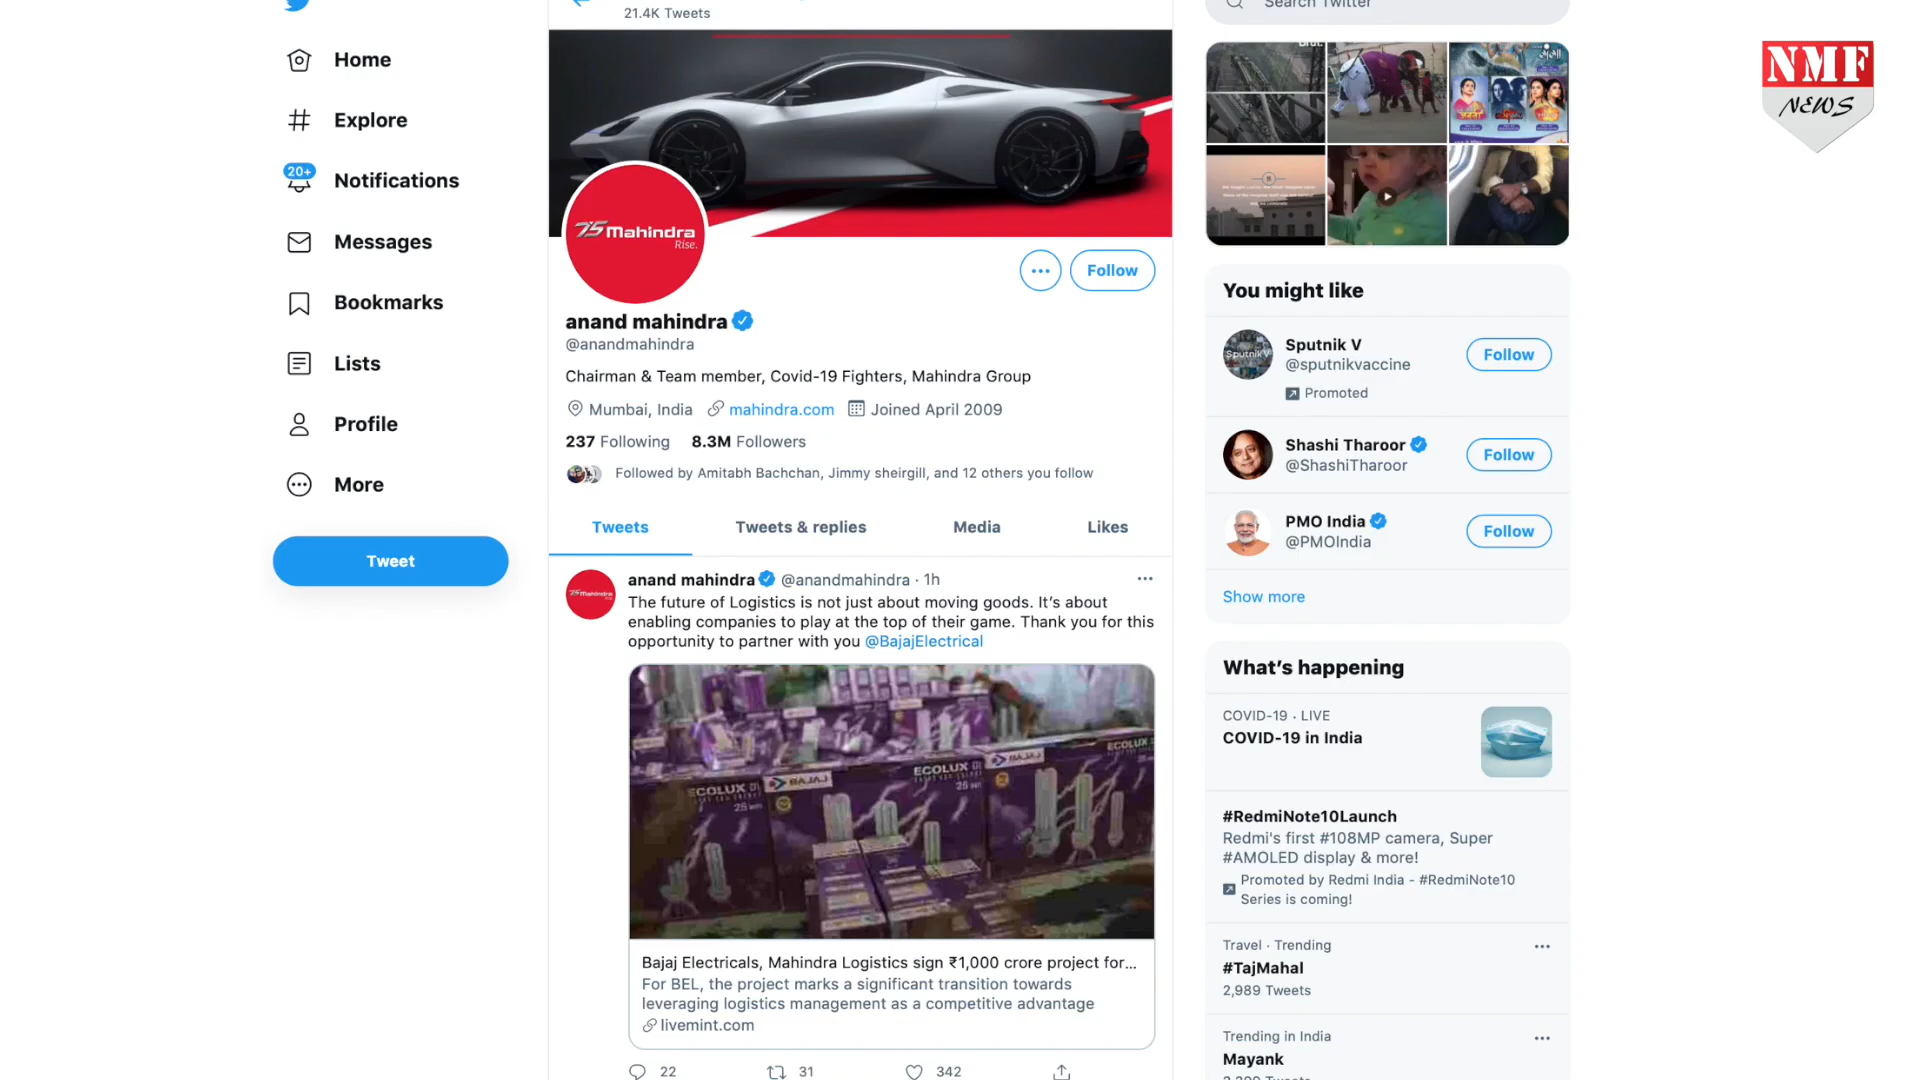 21.4K Tweets
Search Twitter
Home
Explore
20+
Notifications
Messages
Bookmarks
Lists
Profile
More
Tweet
75 Mahindra
Rise.
Follow
anand mahindra
@anandmahindra
Chairman & Team member, Covid-19 Fighters, Mahindra Group
Mumbai, India mahindra.com Joined April 2009
237 Following 8.3M Followers
Followed by Amitabh Bachchan, Jimmy sheirgill, and 12 others you follow
Tweets Tweets & replies Media Likes
anand mahindra @anandmahindra · 1h
The future of Logistics is not just about moving goods. It’s about
enabling companies to play at the top of their game. Thank you for this
opportunity to partner with you @BajajElectrical
ECOLUX
25
BAJAJ
ECOLUX
25
BAJAJ
ECOLUX
Bajaj Electricals, Mahindra Logistics sign ₹1,000 crore project for...
For BEL, the project marks a significant transition towards
leveraging logistics management as a competitive advantage
livemint.com
22 31 342
Brut.
You might like
Sputnik V
Sputnik V
@sputnikvaccine
Promoted
Follow
Shashi Tharoor
@ShashiTharoor
Follow
PMO India
@PMOIndia
Follow
Show more
What’s happening
COVID-19 · LIVE
COVID-19 in India
#RedmiNote10Launch
Redmi's first #108MP camera, Super
#AMOLED display & more!
Promoted by Redmi India - #RedmiNote10
Series is coming!
Travel · Trending
#TajMahal
2,989 Tweets
Trending in India
Mayank
NMF
NEWS